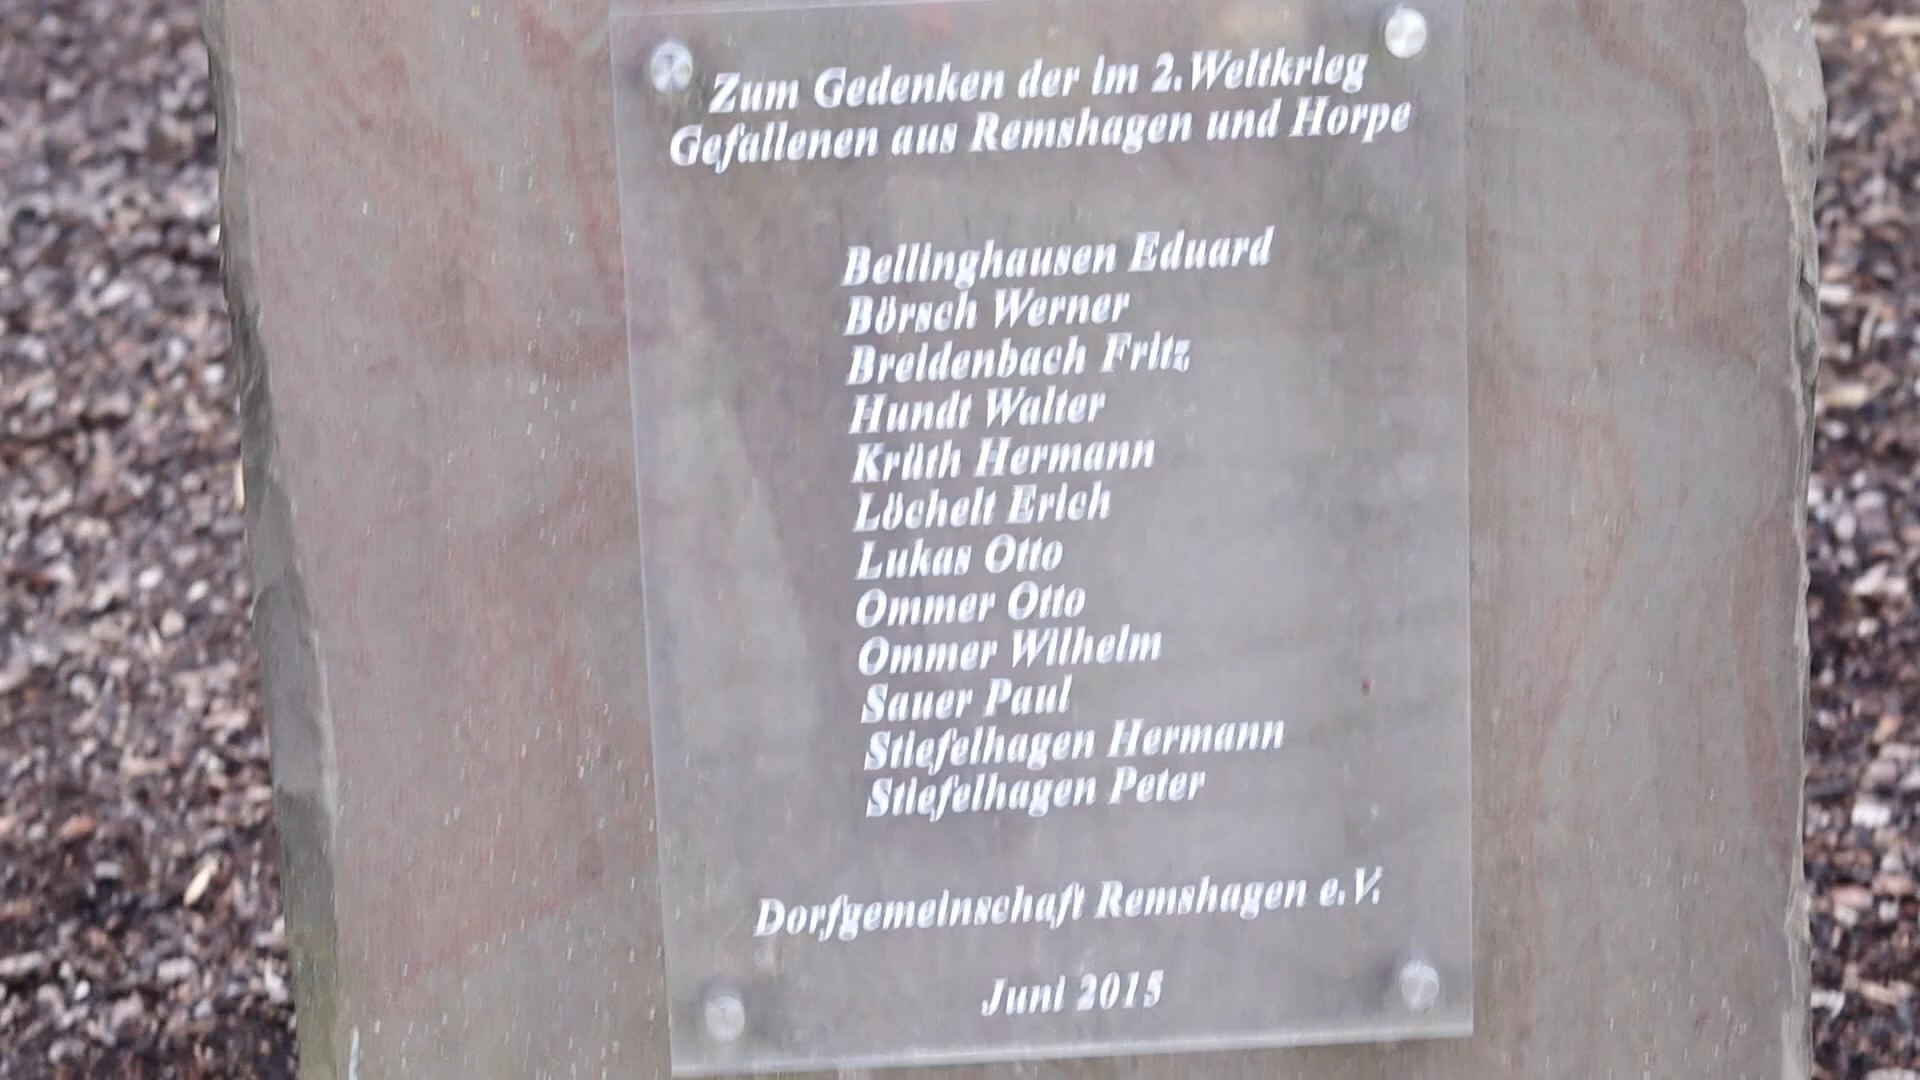 Zum Gedenken der im 2.Weltkrieg
Gefallenen aus Remshagen und Horpe
Bellinghausen Eduard
Börsch Werner
Breidenbach Fritz
Hundt Walter
Krüth Hermann
Löchelt Erich
Lukas Otto
Ommer Otto
Ommer Wilhelm
Sauer Paul
Stiefelhagen Hermann
Stiefelhagen Peter
Dorfgemeinschaft Remshagen e.V.
Juni 2015